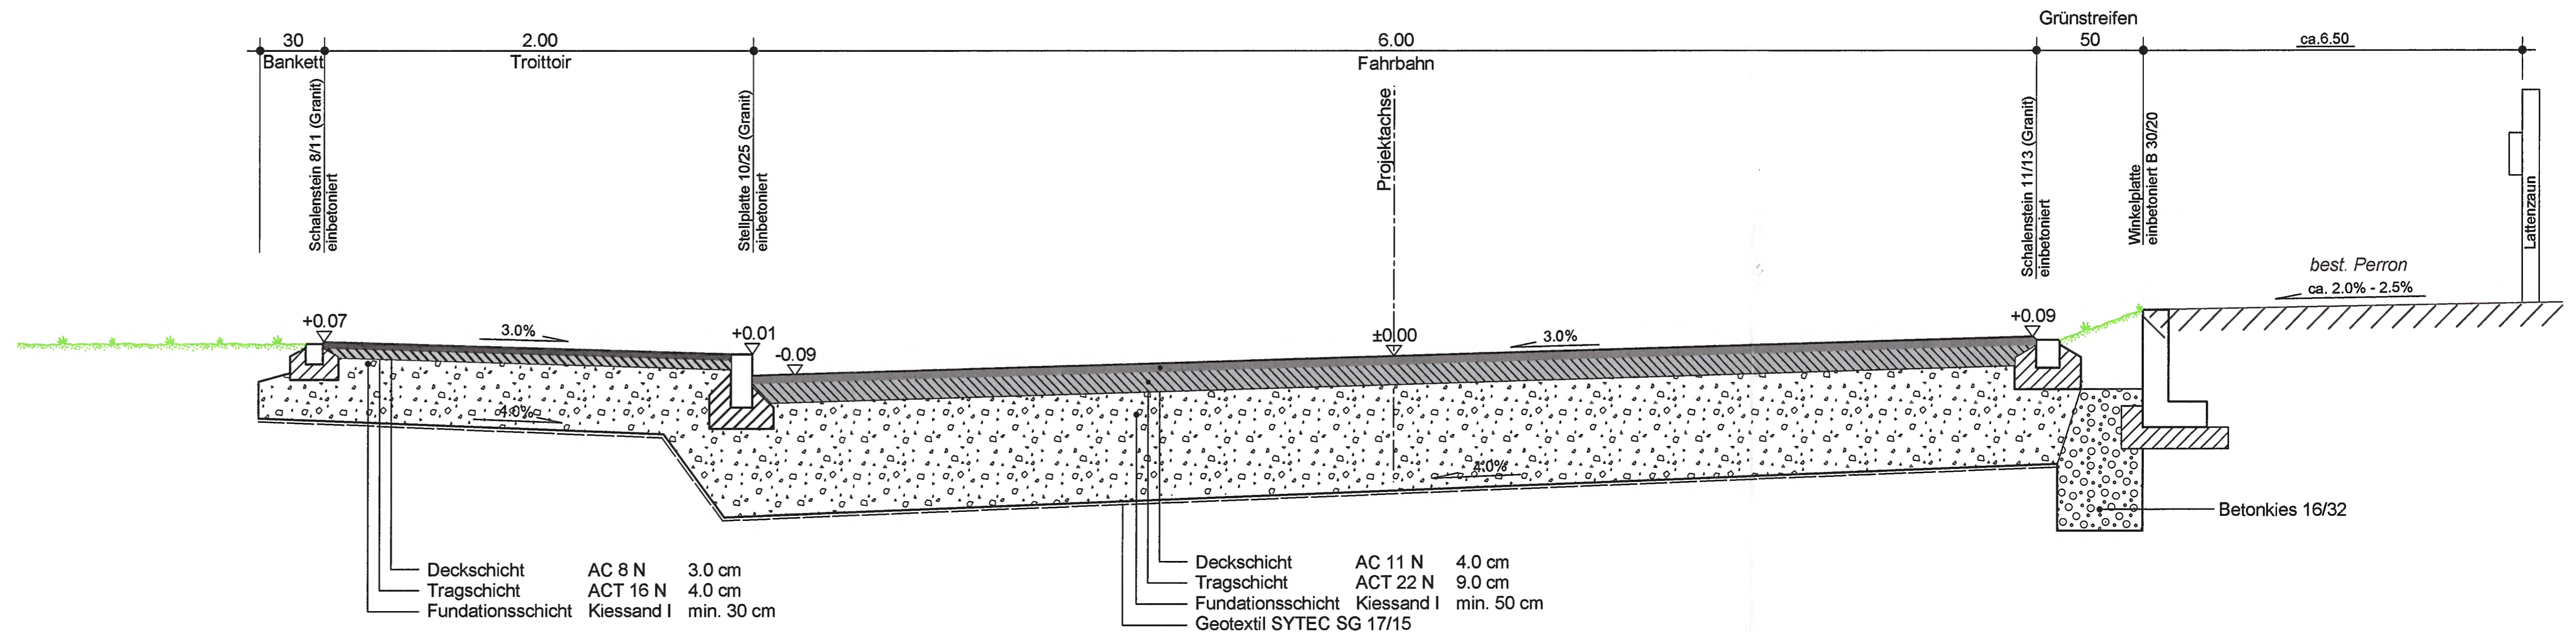 Grünstreifen
30
2.00
6.00
50
ca.6.50
Bankett
Troittoir
Fahrbahn
Schalenstein 8/11 (Granit)
einbetoniert
Stellplatte 10/25 (Granit)
einbetoniert
Projektachse
Schalenstein 11/13 (Granit)
einbetoniert
Winkelplatte
einbetoniert B 30/20
Lattenzaun
best. Perron
ca. 2.0% - 2.5%
+0.07
3.0%
+0.01
-0.09
±0.00
3.0%
+0.09
4.0%
4.0%
Betonkies 16/32
Deckschicht AC 8 N 3.0 cm
Tragschicht ACT 16 N 4.0 cm
Fundationsschicht Kiessand I min. 30 cm
Deckschicht AC 11 N 4.0 cm
Tragschicht ACT 22 N 9.0 cm
Fundationsschicht Kiessand I min. 50 cm
Geotextil SYTEC SG 17/15